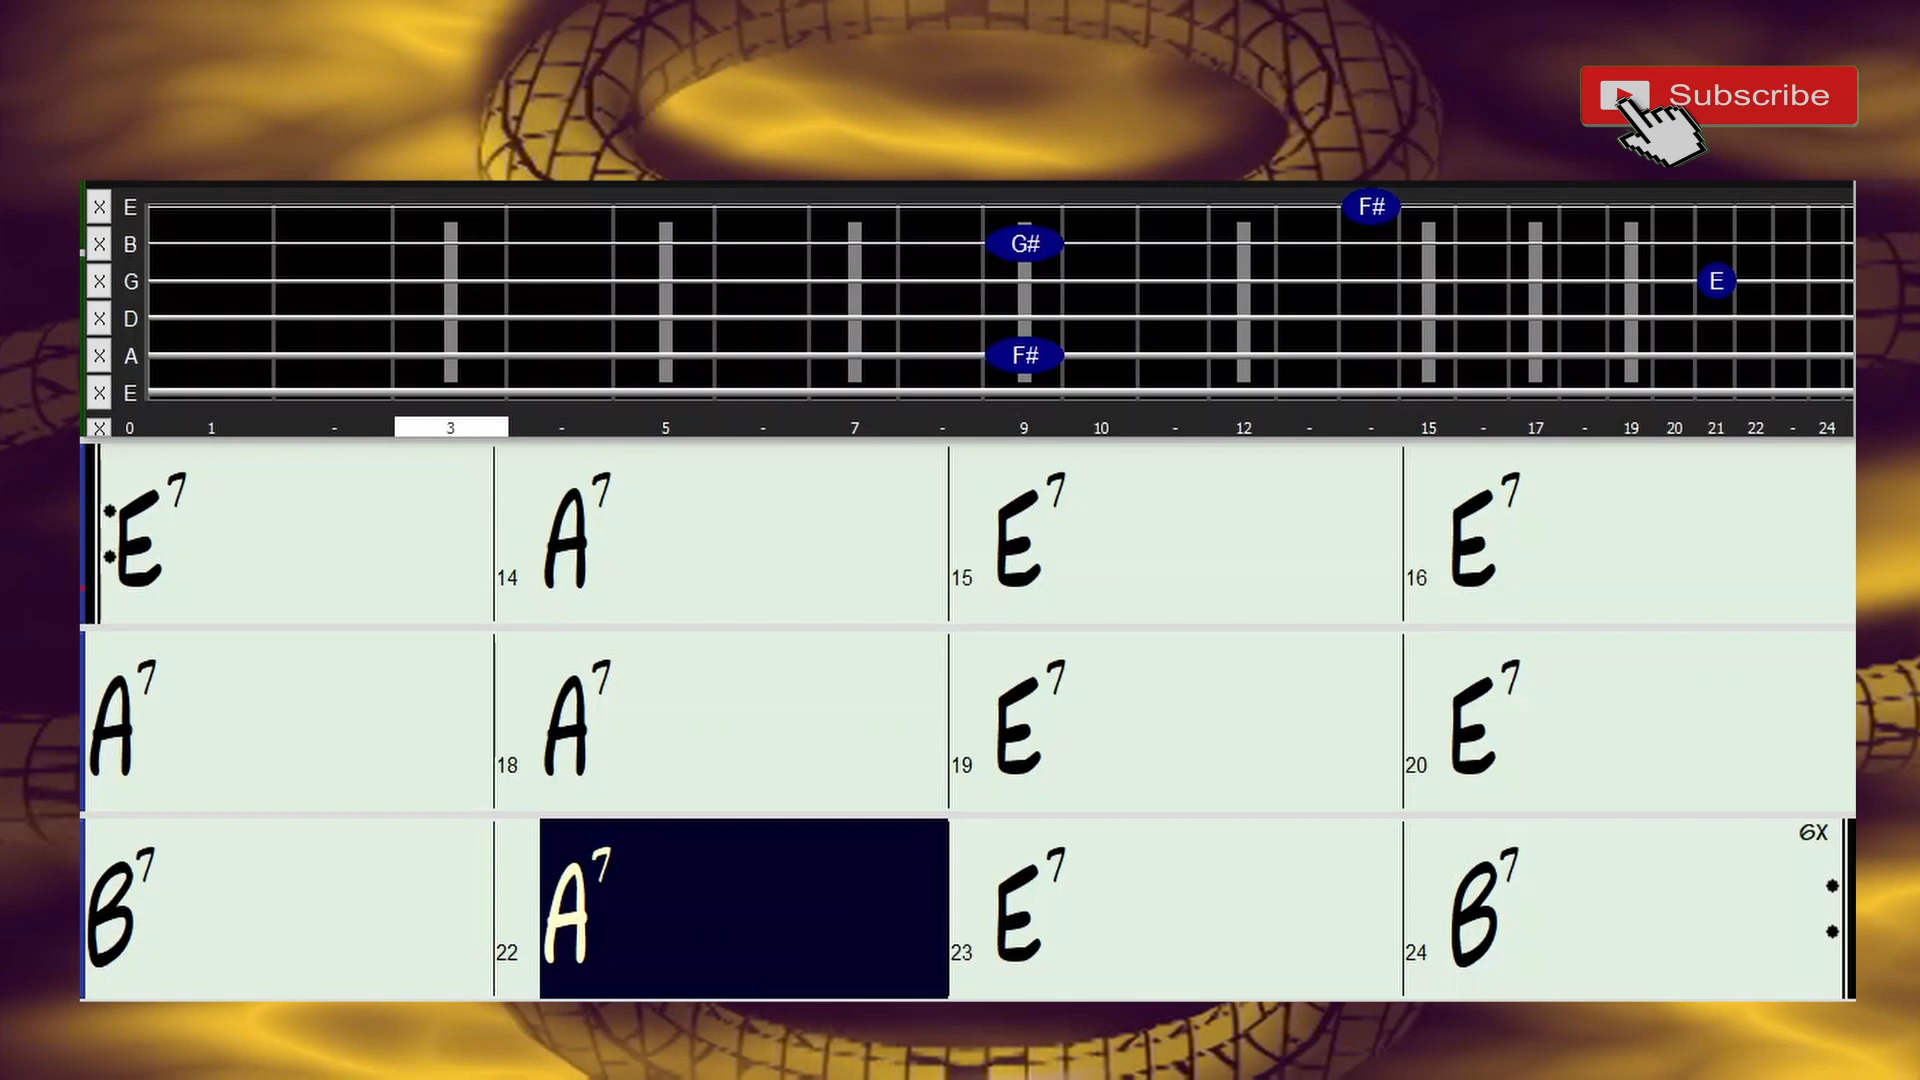 Subscribe
X E F#
X B G#
X G E
X D
X A F#
X E
X 0 1 - 3 - 5 - 7 - 9 10 - 12 - - 15 - 17 - 19 20 21 22 - 24
E7 14 A7 15 E7 16 E7
A7 18 A7 19 E7 20 E7
6X
B7 22 A7 23 E7 24 B7